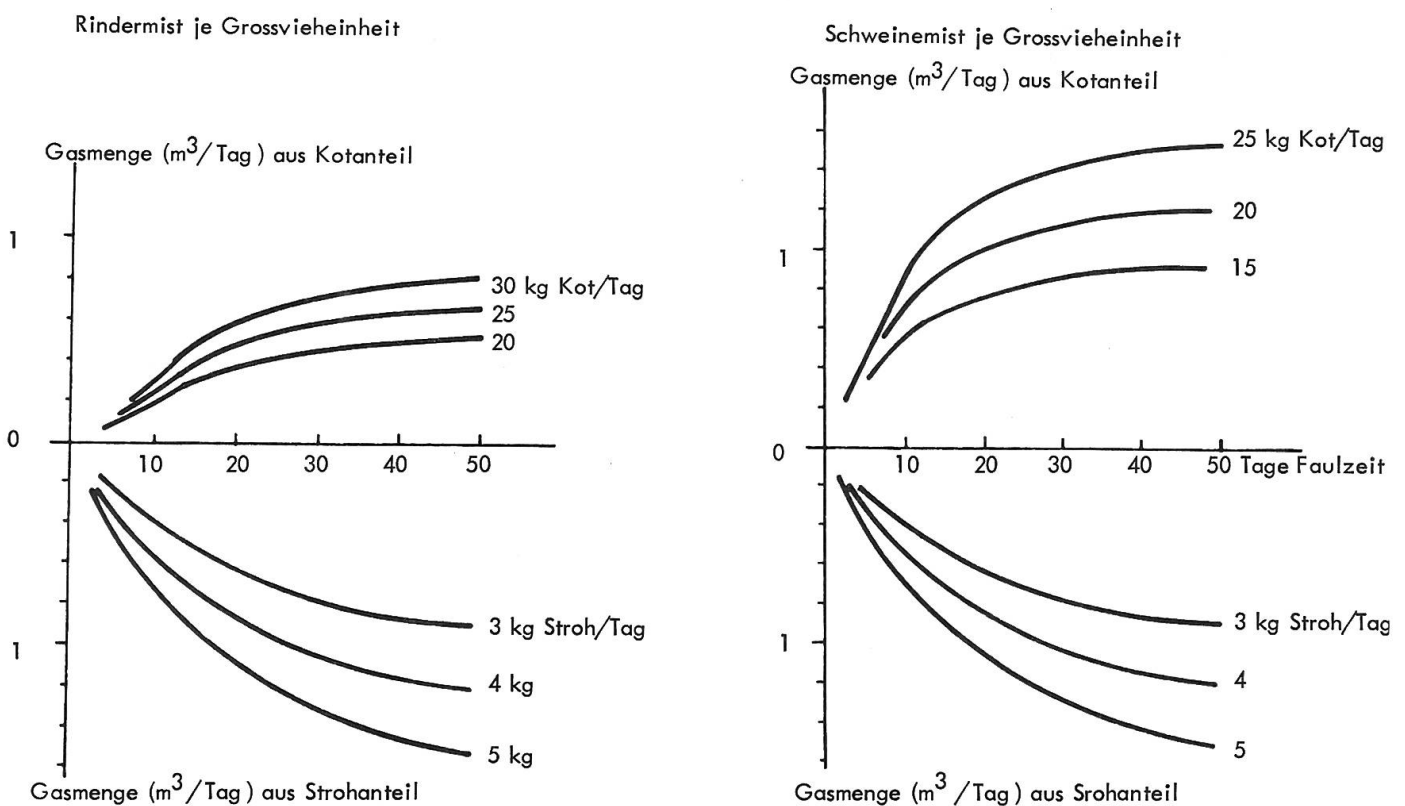 Rindermist je Grossvieheinheit
Gasmenge (m³/Tag) aus Kotanteil
1
30 kg Kot/Tag
25
20
0
10 20 30 40 50
3 kg Stroh/Tag
1
4 kg
5 kg
Gasmenge (m³/Tag) aus Strohanteil
Schweinemist je Grossvieheinheit
Gasmenge (m³/Tag) aus Kotanteil
25 kg Kot/Tag
20
1
15
0
10 20 30 40 50 Tage Faulzeit
3 kg Stroh/Tag
1
4
5
Gasmenge (m³/Tag) aus Srohanteil